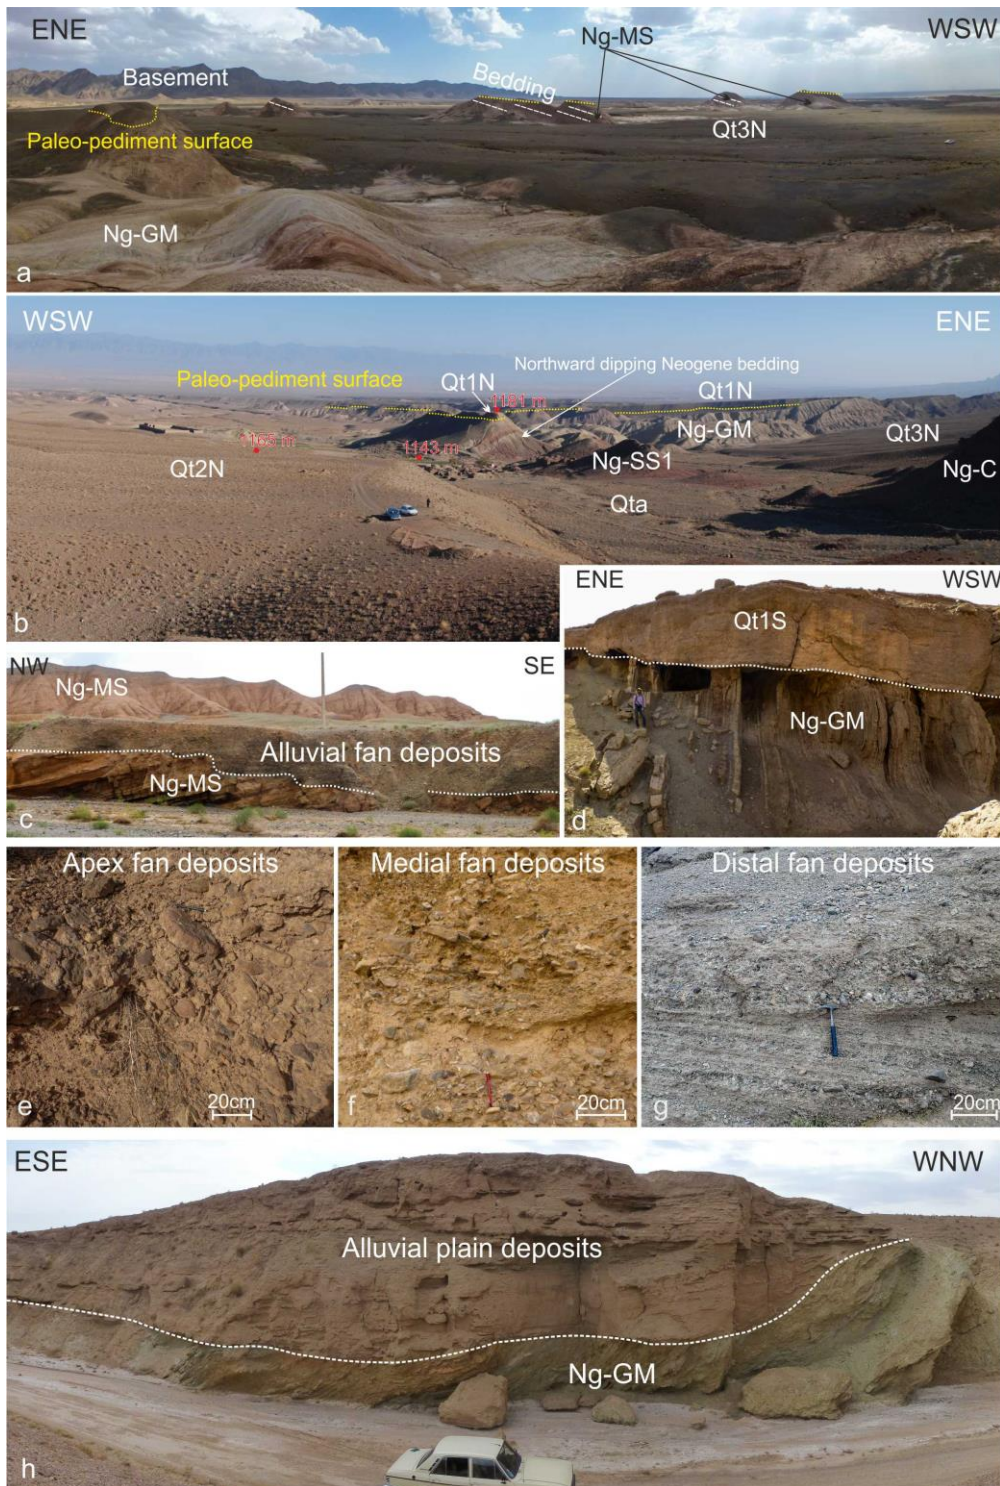 ENE
Ng-MS
WSW
Basement
Bedding
Qt3N
Paleo-pediment surface
Ng-GM
a
WSW
ENE
Northward dipping Neogene bedding
Paleo-pediment surface
Qt1N
Qt1N
1181 m
Ng-GM
Qt3N
1165 m
1143 m
Qt2N
Ng-SS1
Ng-C
Qta
b
ENE
WSW
Qt1S
Ng-GM
d
NW
SE
Ng-MS
Alluvial fan deposits
Ng-MS
c
Apex fan deposits
20cm
e
Medial fan deposits
20cm
f
Distal fan deposits
20cm
g
ESE
WNW
Alluvial plain deposits
Ng-GM
h